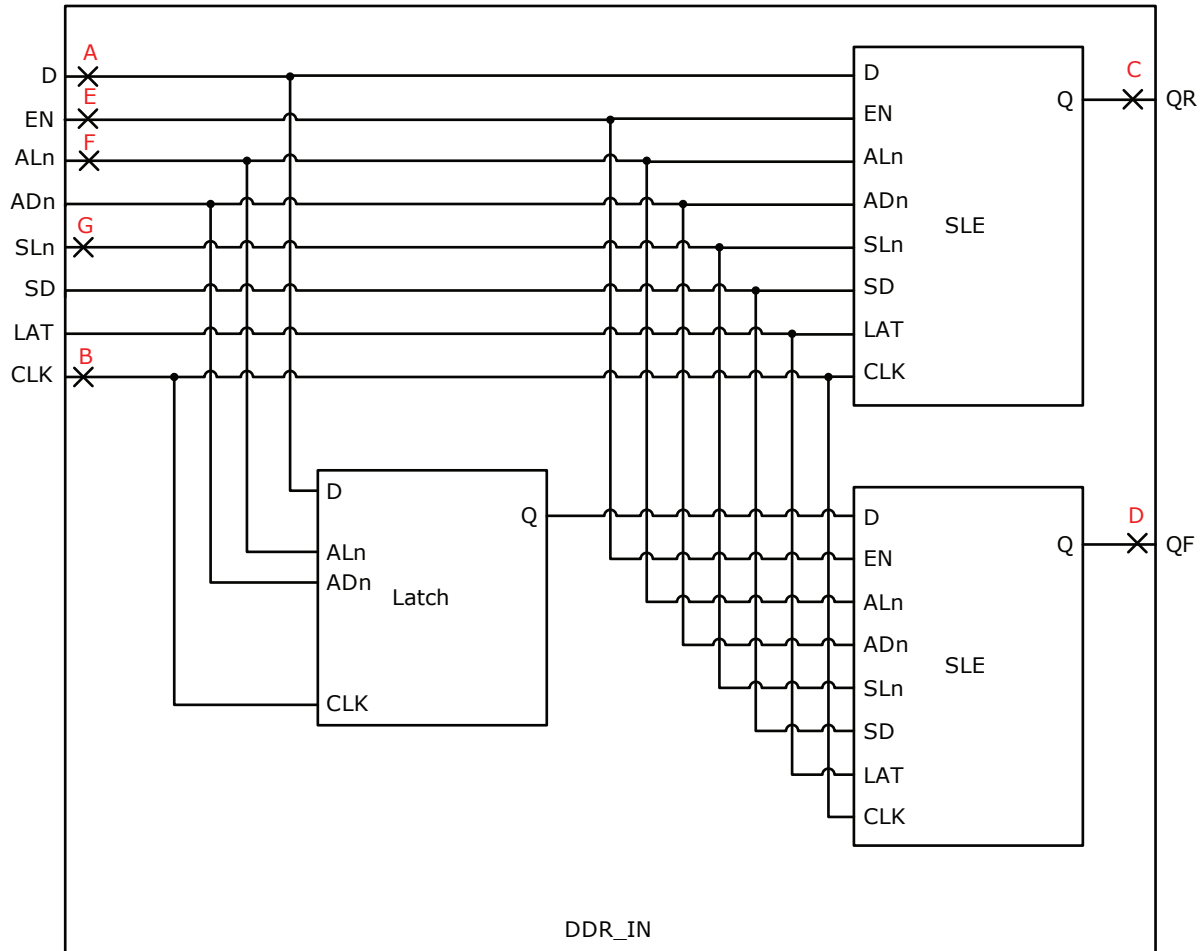 A
D
D
C
E
Q
QR
EN
EN
F
ALn
ALn
ADn
ADn
G
SLE
SLn
SLn
SD
SD
LAT
LAT
B
CLK
CLK
D
Q
D
D
Q
QF
ALn
EN
ADn
Latch
ALn
ADn
SLE
SLn
CLK
SD
LAT
CLK
DDR_IN